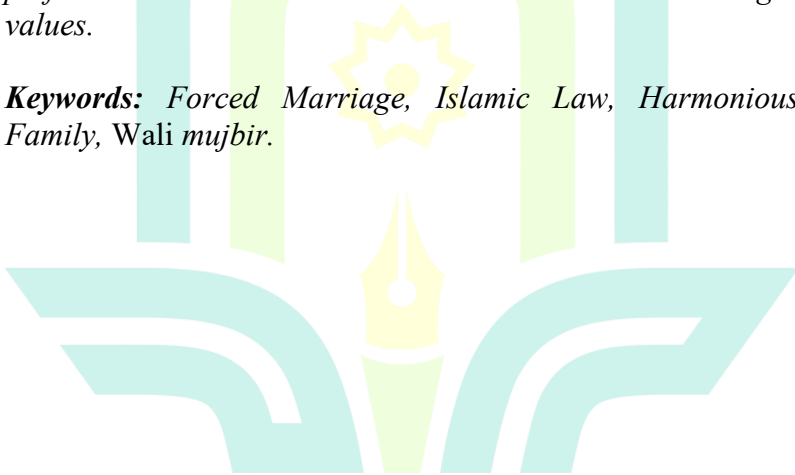 values.
Keywords: Forced Marriage, Islamic Law, Harmonious
Family, Wali mujbir.